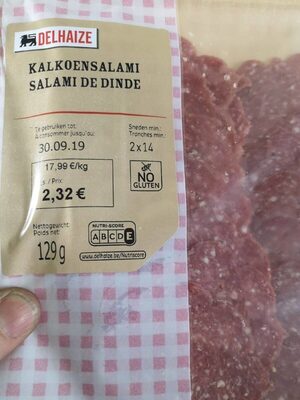 DELHAIZE
KALKOENSALAMI
SALAMI DE DINDE
Te gebruiken tot:
A consommer jusqu'au:
30.09.19
Sneden min.:
Tranches min.:
2x14
17,99 €/kg
s / Prix
2,32 €
NO
GLUTEN
Nettogewicht
Poids net:
129g
NUTRI-SCORE
A B C D E
www.delhaize.be/Nutriscore